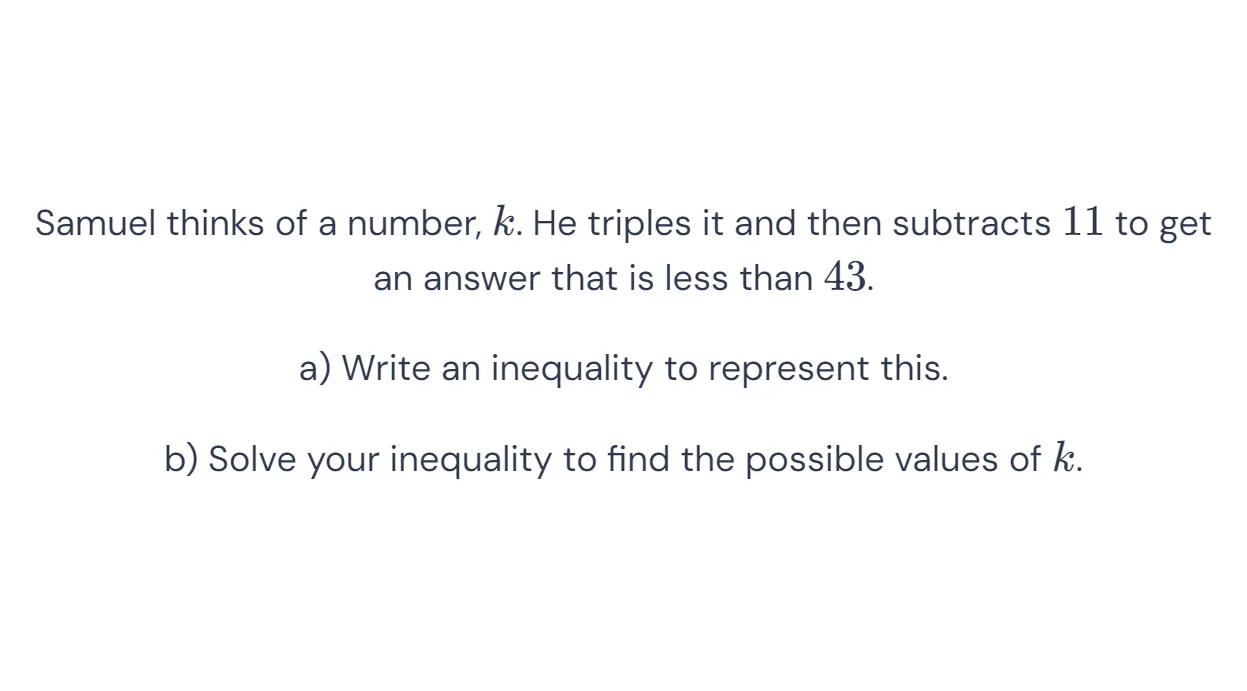 Samuel thinks of a number, k. He triples it and then subtracts 11 to get
an answer that is less than 43.
a) Write an inequality to represent this.
b) Solve your inequality to find the possible values of k.